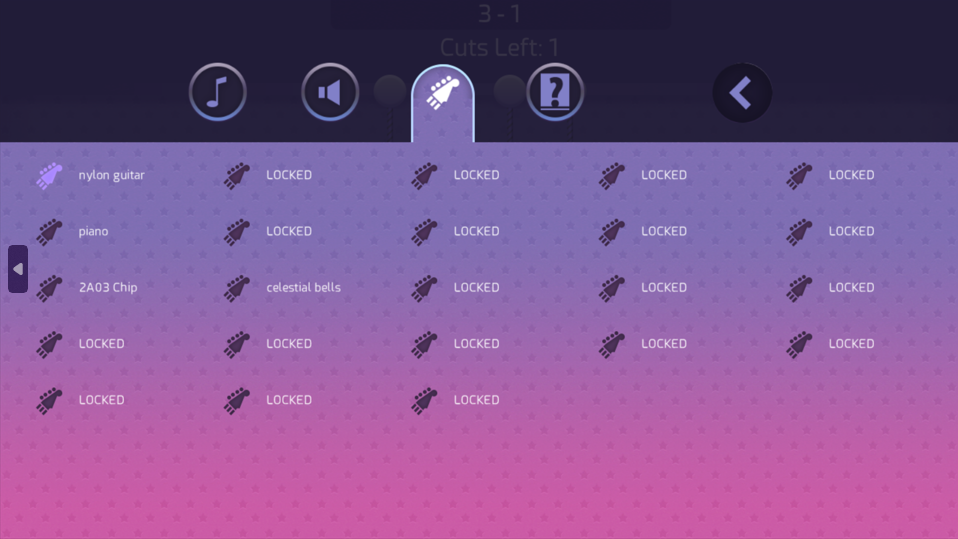 3 - 1
Cuts Left: 1
?
nylon guitar LOCKED LOCKED LOCKED LOCKED
piano LOCKED LOCKED LOCKED LOCKED
2A03 Chip celestial bells LOCKED LOCKED LOCKED
LOCKED LOCKED LOCKED LOCKED LOCKED
LOCKED LOCKED LOCKED